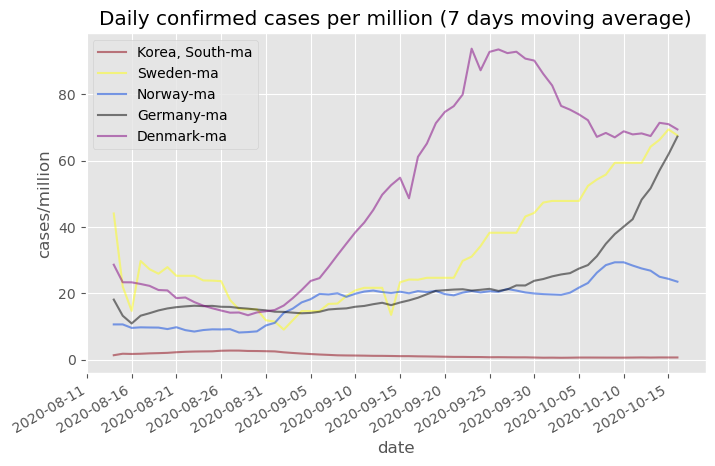 Daily confirmed cases per million (7 days moving average)
Korea, South-ma
Sweden-ma
Norway-ma
Germany-ma
Denmark-ma
cases/million
80
60
40
20
0
2020-08-11
2020-08-16
2020-08-21
2020-08-26
2020-08-31
2020-09-05
2020-09-10
2020-09-15
2020-09-20
2020-09-25
2020-09-30
2020-10-05
2020-10-10
2020-10-15
date